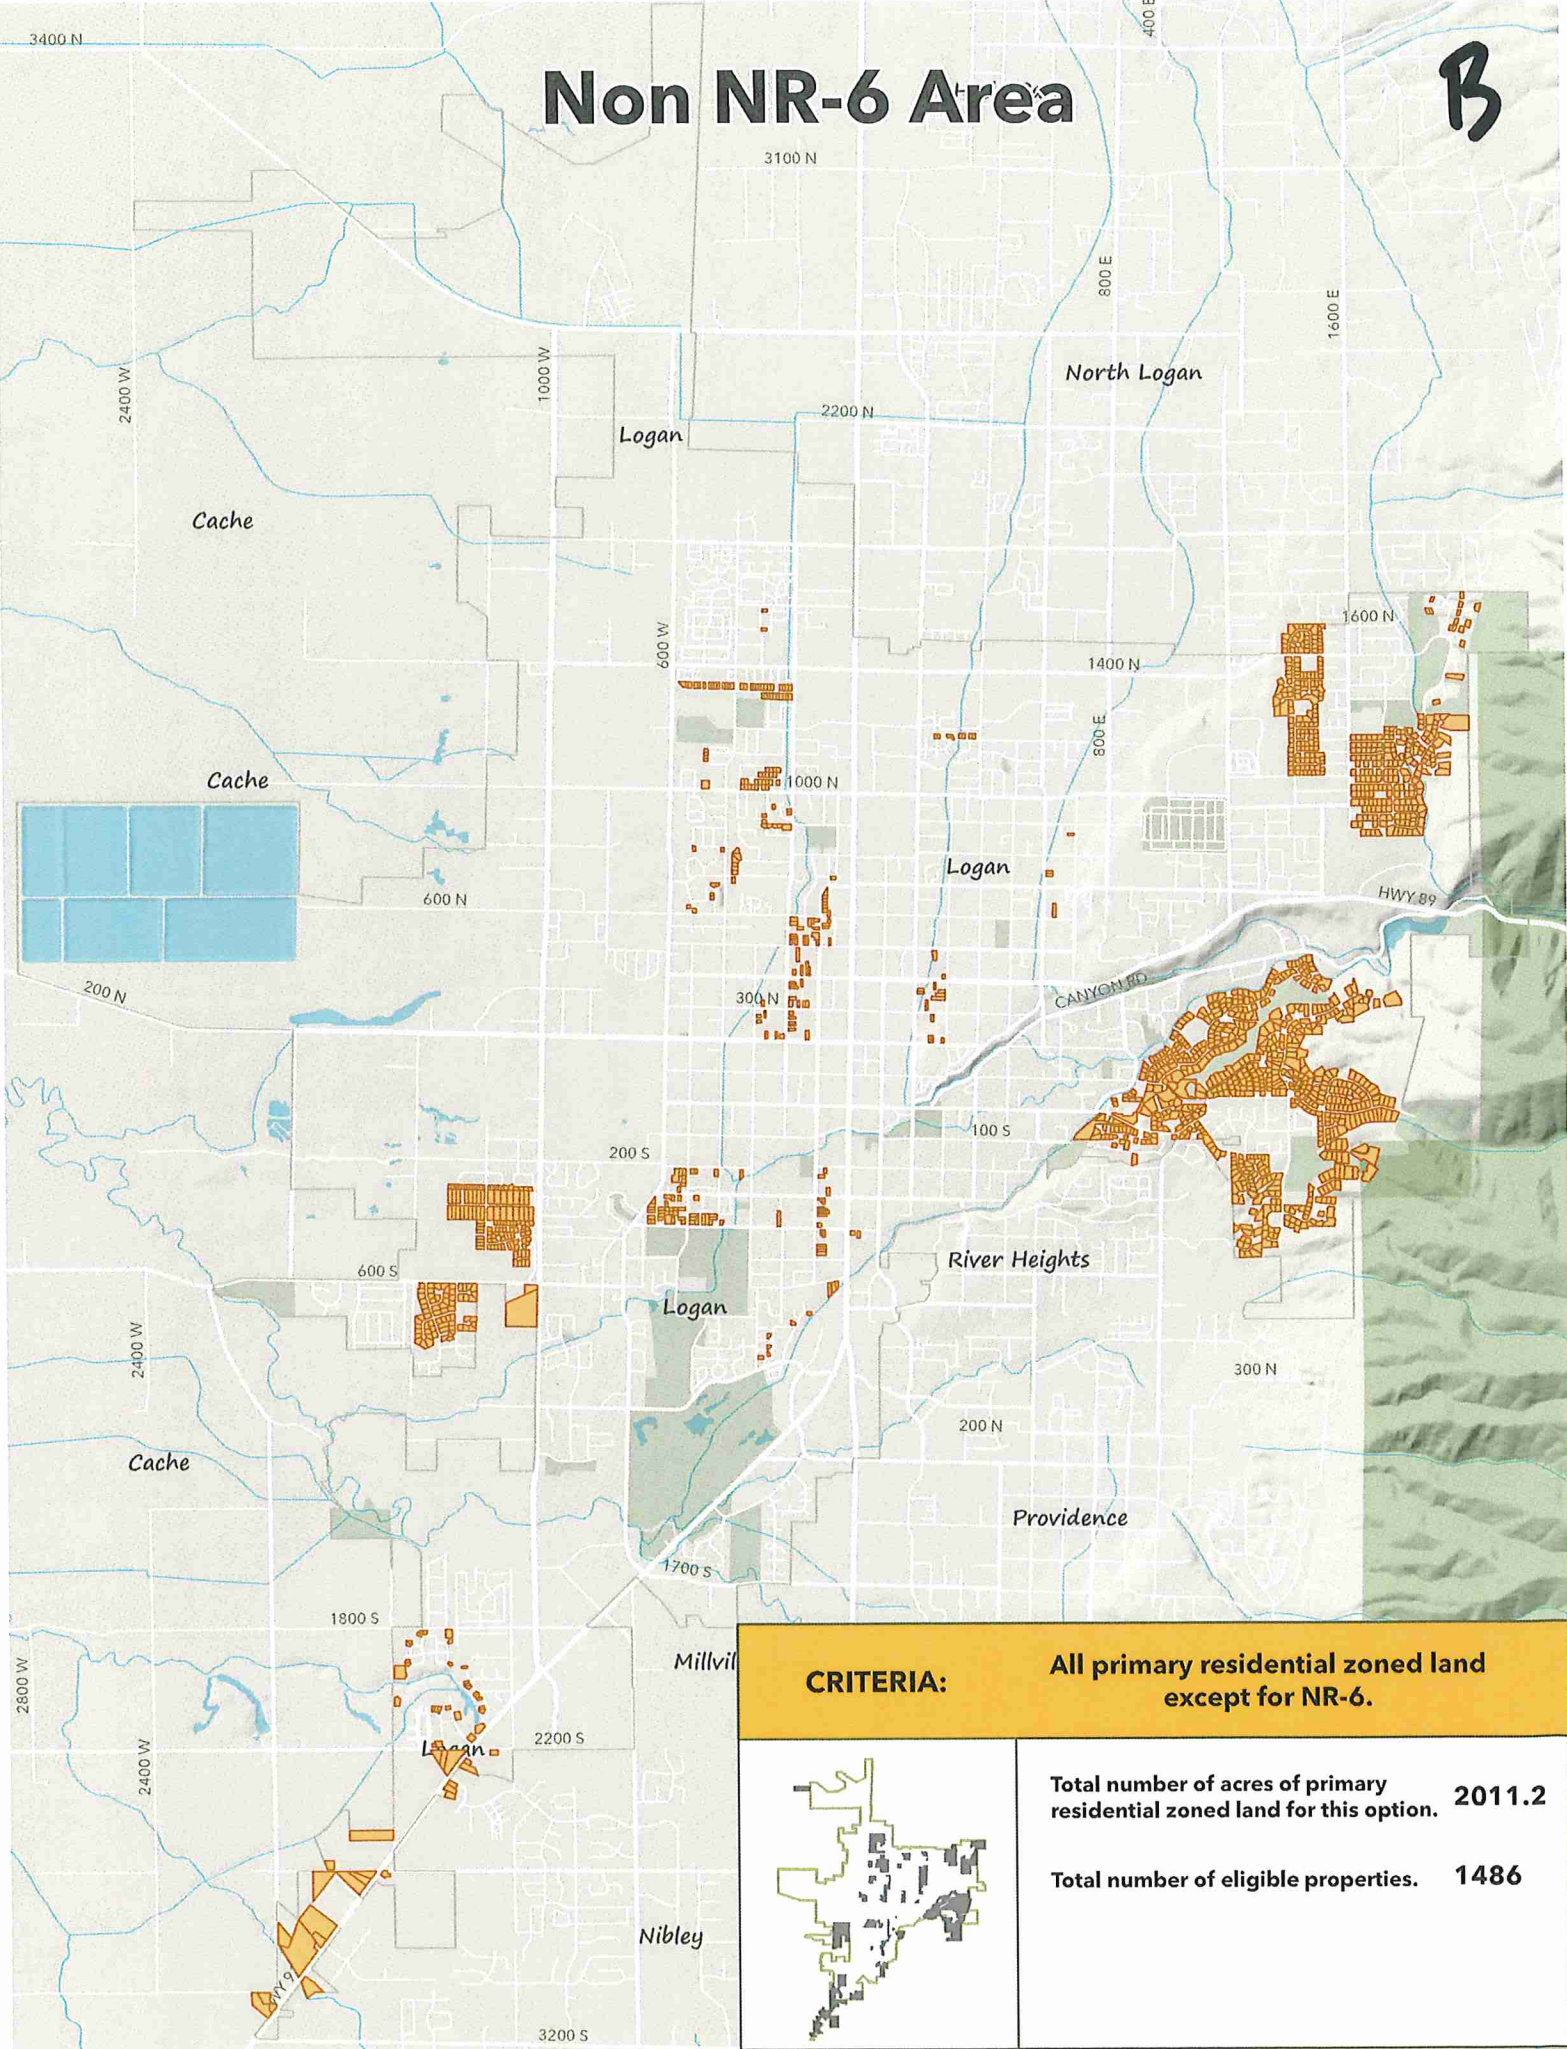 400 E
3400 N
Non NR-6 Area
B
3100 N
800 E
1600 E
North Logan
1000 W
2400 W
2200 N
Logan
Cache
1600 N
600 W
1400 N
800 E
Cache
1000 N
Logan
HWY 89
600 N
CANYON RD
200 N
300 N
100 S
200 S
River Heights
600 S
Logan
2400 W
300 N
200 N
Cache
Providence
1700 S
1800 S
Millvil
2800 W
2200 S
Logan
2400 W
Nibley
3200 S
CRITERIA:
All primary residential zoned land
except for NR-6.
Total number of acres of primary
residential zoned land for this option.
2011.2
Total number of eligible properties.
1486